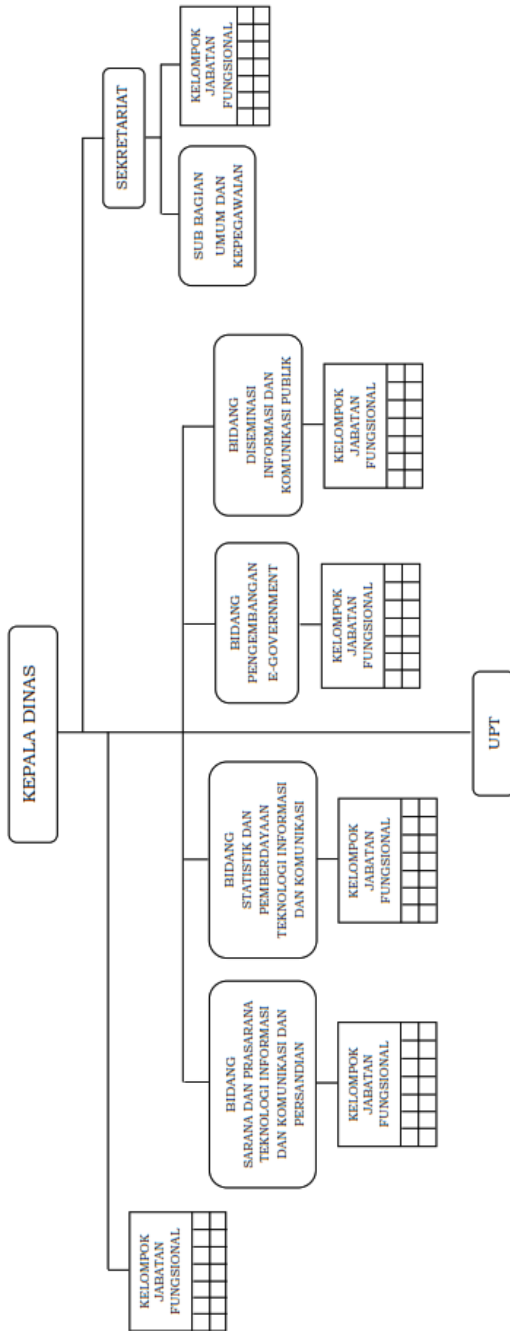 KEPALA DINAS
SEKRETARIAT
SUB BAGIAN
UMUM DAN
KEPEGAWAIAN
KELOMPOK
JABATAN
FUNGSIONAL
KELOMPOK
JABATAN
FUNGSIONAL
BIDANG
SARANA DAN PRASARANA
TEKNOLOGI INFORMASI
DAN KOMUNIKASI DAN
PERSANDIAN
BIDANG
STATISTIK DAN
PEMBERDAYAAN
TEKNOLOGI INFORMASI
DAN KOMUNIKASI
BIDANG
PENGEMBANGAN
E-GOVERNMENT
BIDANG
DISEMINASI
INFORMASI DAN
KOMUNIKASI PUBLIK
KELOMPOK
JABATAN
FUNGSIONAL
KELOMPOK
JABATAN
FUNGSIONAL
KELOMPOK
JABATAN
FUNGSIONAL
KELOMPOK
JABATAN
FUNGSIONAL
UPT